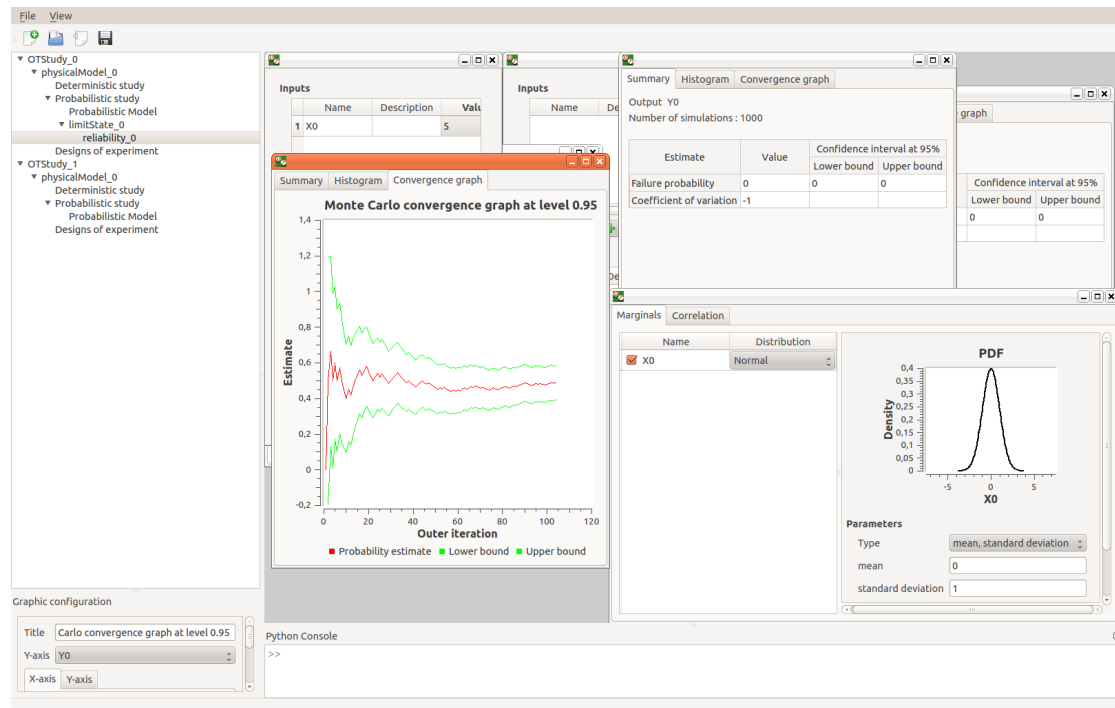 File View
OTStudy_0
physicalModel_0
Deterministic study
Probabilistic study
Probabilistic Model
limitState_0
reliability_0
Designs of experiment
OTStudy_1
physicalModel_0
Deterministic study
Probabilistic study
Probabilistic Model
Designs of experiment
Graphic configuration
Title Carlo convergence graph at level 0.95
Y-axis Y0
X-axis Y-axis
Inputs
Name Description
1 X0 5
Inputs
Name
Summary Histogram Convergence graph
Monte Carlo convergence graph at level 0.95
Estimate
1,4
1,2
1
0,8
0,6
0,4
0,2
0
-0,2
0 20 40 60 80 100 120
Outer iteration
Probability estimate Lower bound Upper bound
Summary Histogram Convergence graph
Output Y0
Number of simulations : 1000
Estimate Value Confidence interval at 95%
Lower bound Upper bound
Failure probability 0 0 0
Coefficient of variation -1
graph
Confidence interval at 95%
Lower bound Upper bound
0 0
Marginals Correlation
Name Distribution
X0 Normal
PDF
Density
0,4
0,35
0,3
0,25
0,2
0,15
0,1
0,05
0
-5 0 5
X0
Parameters
Type mean, standard deviation
mean 0
standard deviation 1
Python Console
>>